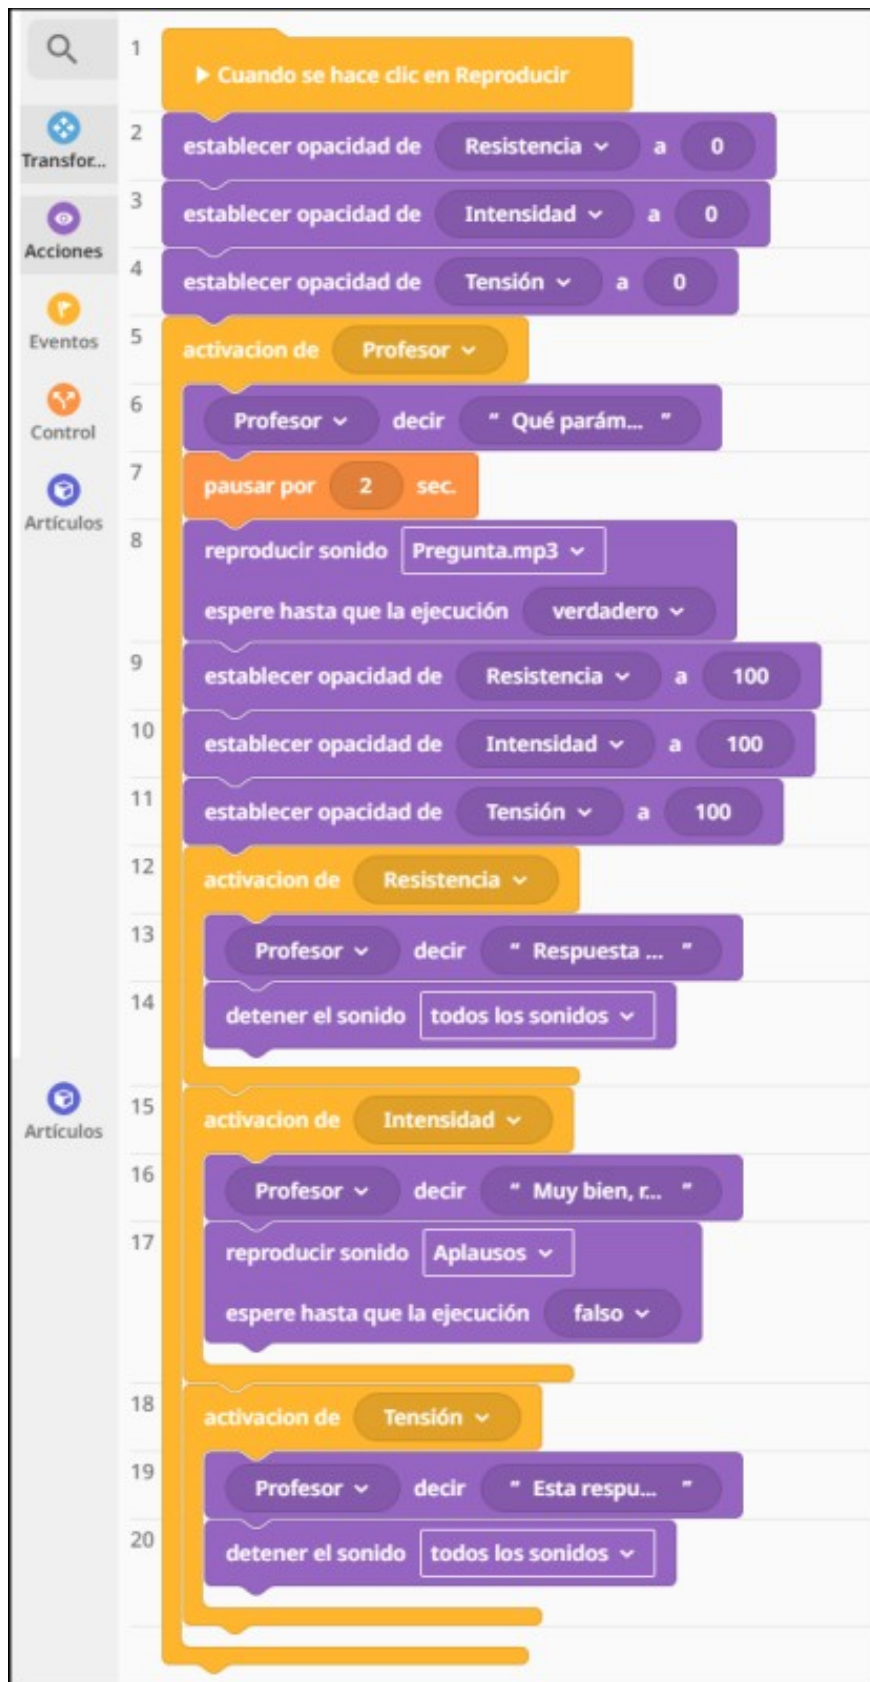 1
▶ Cuando se hace clic en Reproducir
Transfor...
2
establecer opacidad de Resistencia a 0
3
establecer opacidad de Intensidad a 0
Acciones
4
establecer opacidad de Tensión a 0
Eventos
5
activacion de Profesor
6
Profesor decir " Qué parám... "
Control
7
pausar por 2 sec.
Artículos
8
reproducir sonido Pregunta.mp3
espere hasta que la ejecución verdadero
9
establecer opacidad de Resistencia a 100
10
establecer opacidad de Intensidad a 100
11
establecer opacidad de Tensión a 100
12
activacion de Resistencia
13
Profesor decir " Respuesta ... "
14
detener el sonido todos los sonidos
Artículos
15
activacion de Intensidad
16
Profesor decir " Muy bien, r... "
17
reproducir sonido Aplausos
espere hasta que la ejecución falso
18
activacion de Tensión
19
Profesor decir " Esta respu... "
20
detener el sonido todos los sonidos